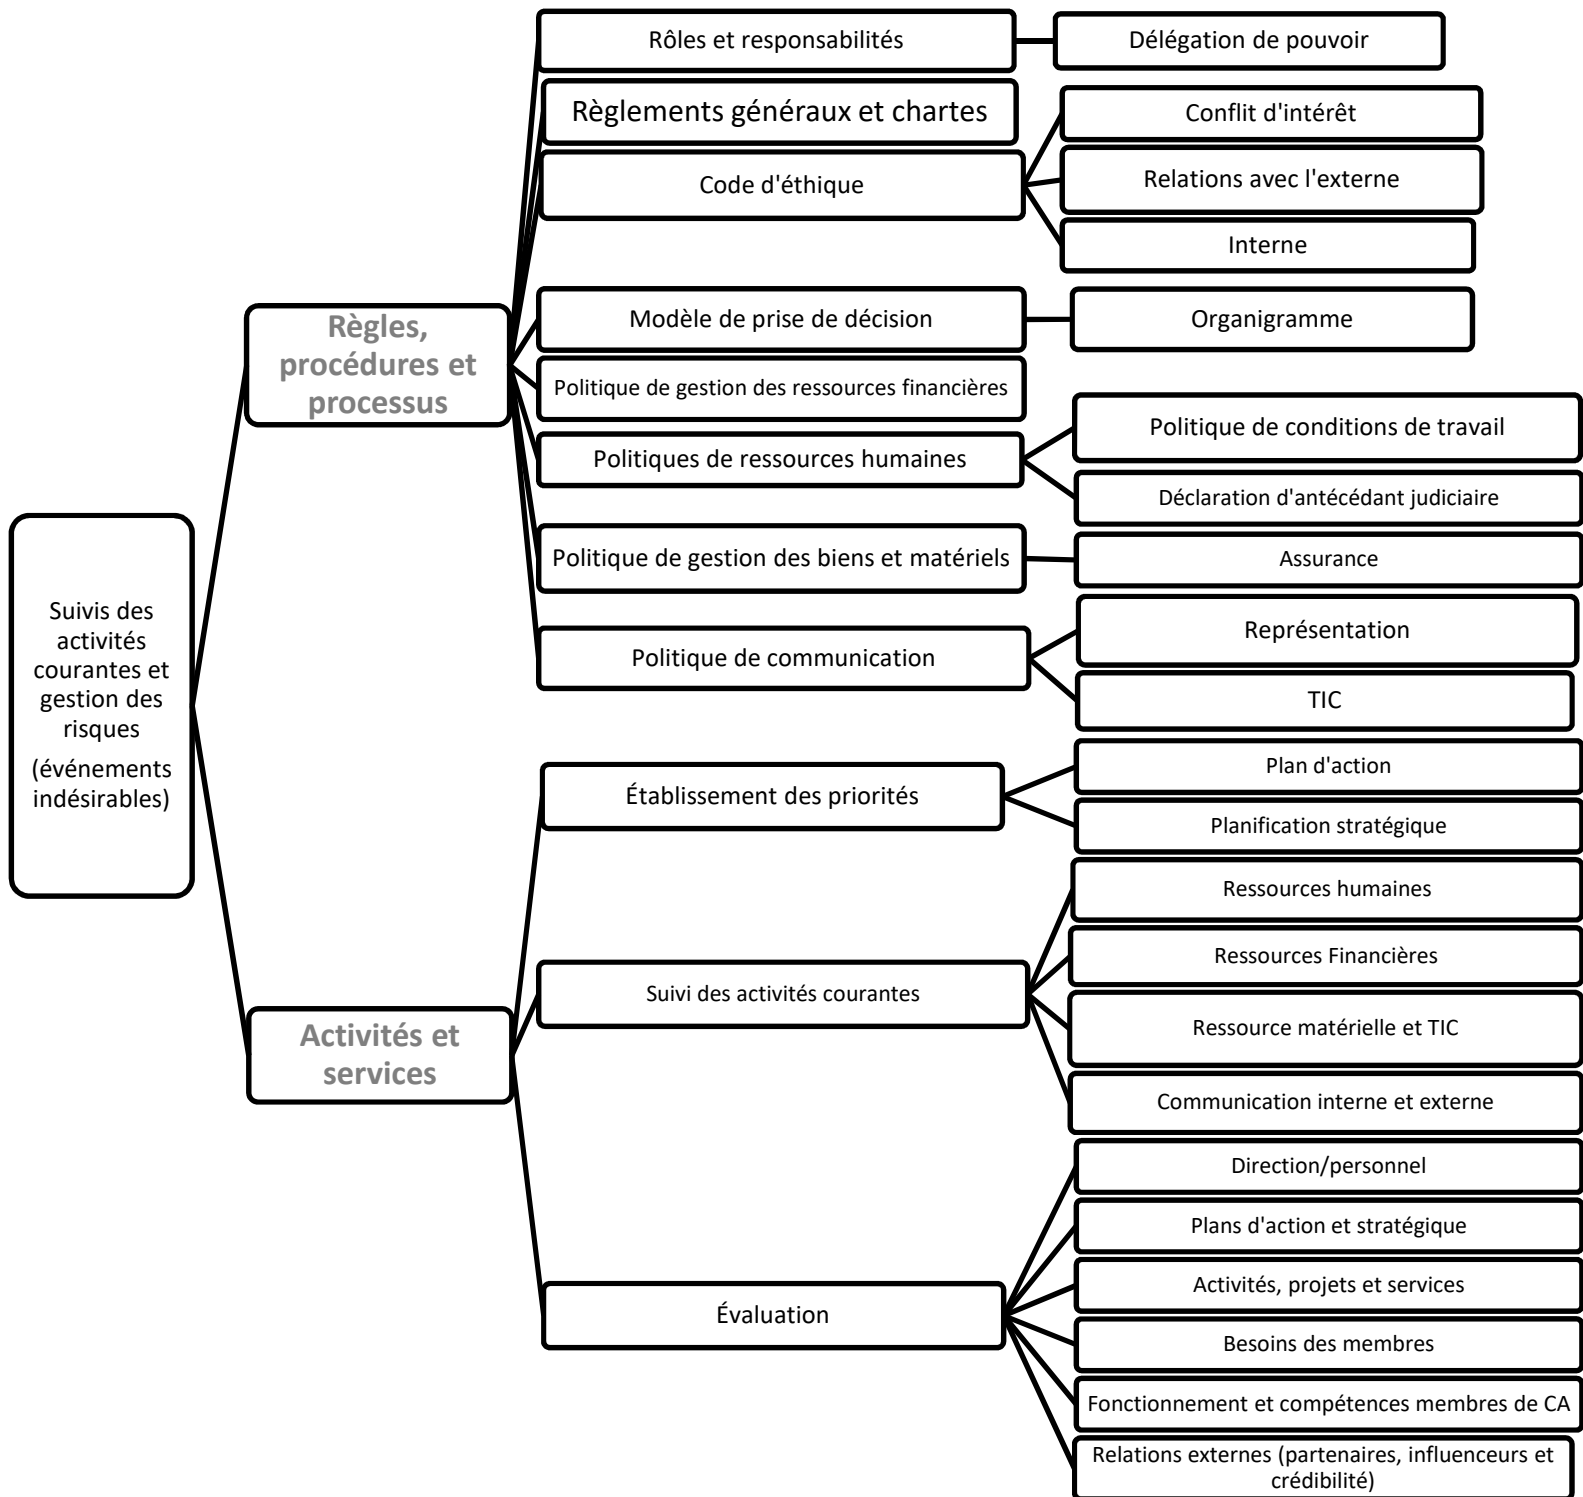 Rôles et responsabilités
Délégation de pouvoir
Règlements généraux et chartes
Conflit d'intérêt
Code d'éthique
Relations avec l'externe
Interne
Règles,
procédures et
processus
Modèle de prise de décision
Organigramme
Politique de gestion des ressources financières
Politiques de ressources humaines
Politique de conditions de travail
Déclaration d'antécédant judiciaire
Politique de gestion des biens et matériels
Assurance
Politique de communication
Représentation
TIC
Suivis des
activités
courantes et
gestion des
risques
(événements
indésirables)
Établissement des priorités
Plan d'action
Planification stratégique
Activités et
services
Suivi des activités courantes
Ressources humaines
Ressources Financières
Ressource matérielle et TIC
Communication interne et externe
Évaluation
Direction/personnel
Plans d'action et stratégique
Activités, projets et services
Besoins des membres
Fonctionnement et compétences membres de CA
Relations externes (partenaires, influenceurs et
crédibilité)